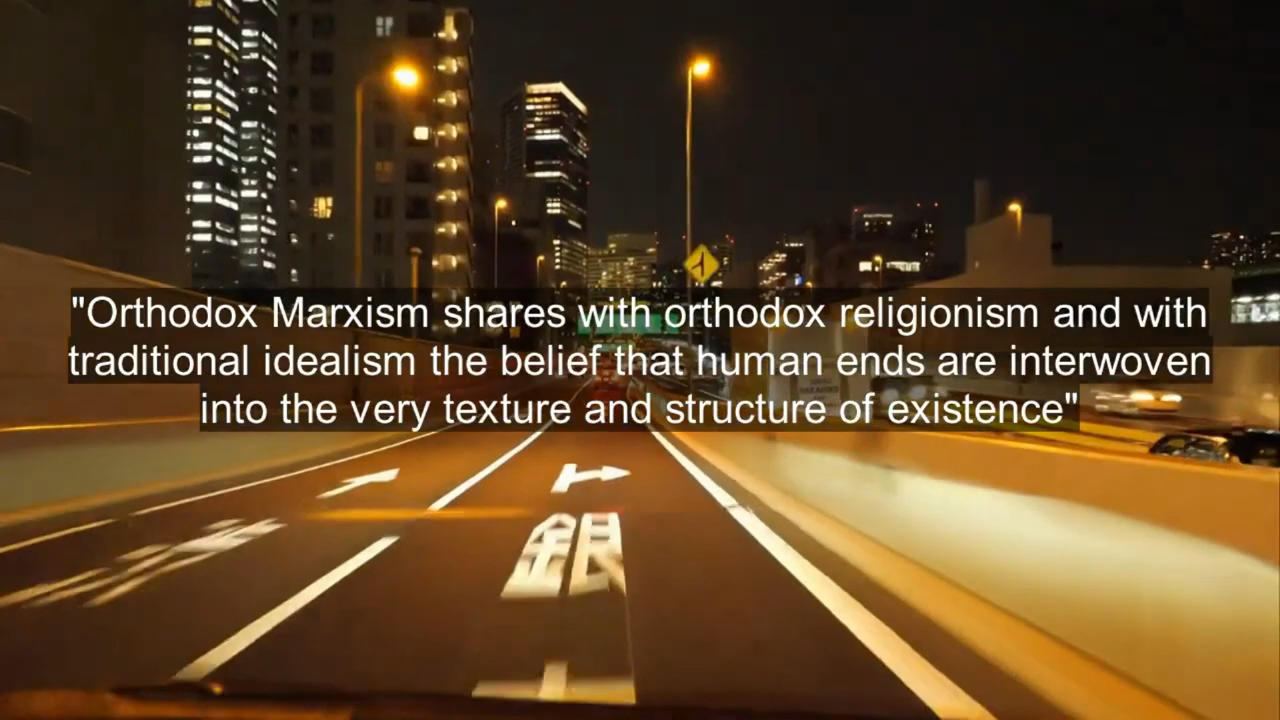 "Orthodox Marxism shares with orthodox religionism and with
traditional idealism the belief that human ends are interwoven
into the very texture and structure of existence"
銀